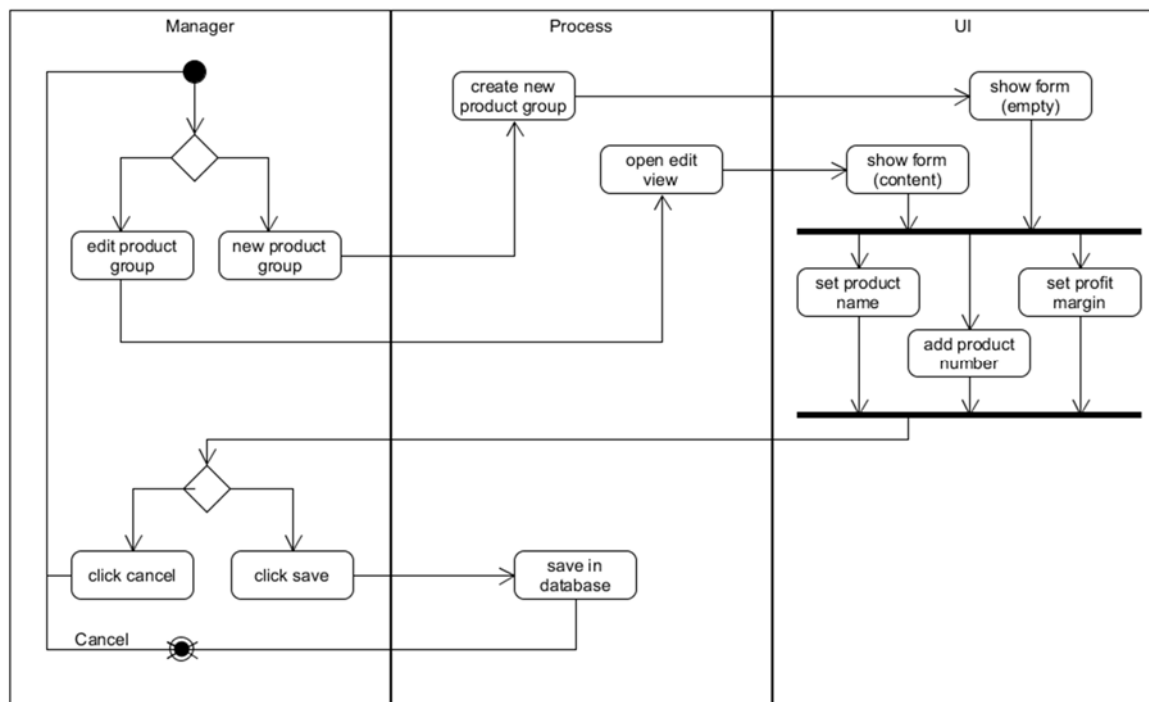 Manager
Process
UI
create new
product group
show form
(empty)
open edit
view
show form
(content)
edit product
group
new product
group
set product
name
set profit
margin
add product
number
click cancel
click save
save in
database
Cancel